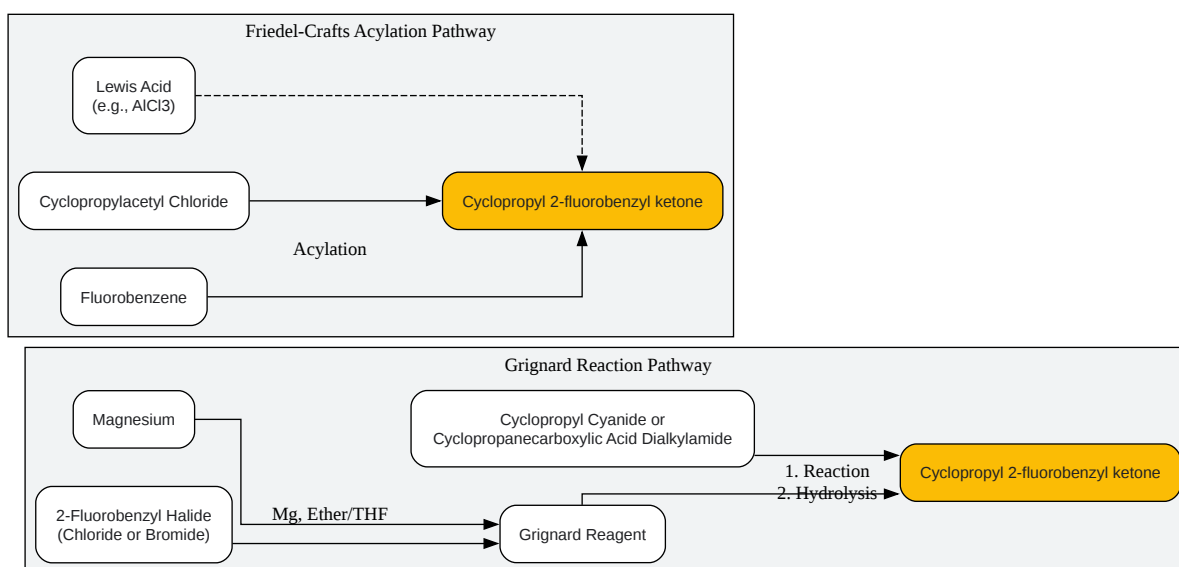 Friedel-Crafts Acylation Pathway
Lewis Acid
(e.g., AlCl3)
Cyclopropylacetyl Chloride
Cyclopropyl 2-fluorobenzyl ketone
Acylation
Fluorobenzene
Grignard Reaction Pathway
Magnesium
Cyclopropyl Cyanide or
Cyclopropanecarboxylic Acid Dialkylamide
1. Reaction
2. Hydrolysis
Cyclopropyl 2-fluorobenzyl ketone
2-Fluorobenzyl Halide
(Chloride or Bromide)
Mg, Ether/THF
Grignard Reagent